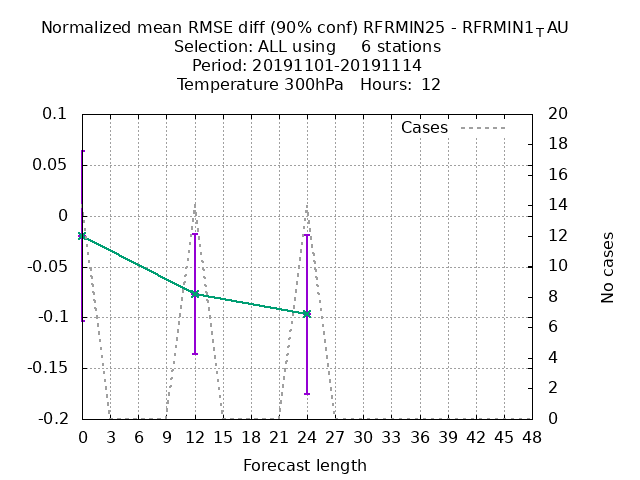 Normalized mean RMSE diff (90% conf) RFRMIN25 - RFRMIN1TAU
Selection: ALL using 6 stations
Period: 20191101-20191114
Temperature 300hPa Hours: 12
Cases
0.1
0.05
0
-0.05
-0.1
-0.15
-0.2
20
18
16
14
12
10
8
6
4
2
0
No cases
0 3 6 9 12 15 18 21 24 27 30 33 36 39 42 45 48
Forecast length